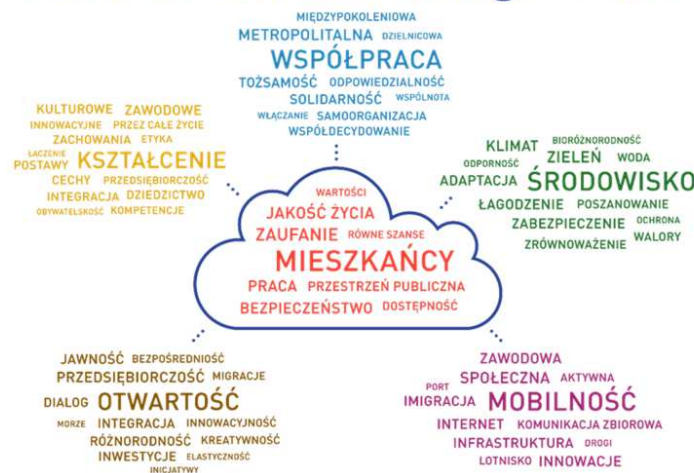 MIĘDZYPOKOLENIOWA
METROPOLITALNA DZIELNICOWA
WSPÓŁPRACA
TOŻSAMOŚĆ ODPOWIEDZIALNOŚĆ
SOLIDARNOŚĆ WSPÓLNOTA
WŁĄCZANIE SAMOORGANIZACJA
WSPÓŁDECYDOWANIE
KULTUROWE ZAWODOWE
INNOWACYJNE PRZEZ CAŁE ŻYCIE
ZACHOWANIA ETYKA
ŁĄCZENIE
POSTAWY KSZTAŁCENIE
CECHY PRZEDSIĘBIORCZOŚĆ
INTEGRACJA DZIEDZICTWO
OBYWATELSKOŚĆ KOMPETENCJE
KLIMAT BIORÓŻNORODNOŚĆ
ODPORNOŚĆ ZIELEŃ WODA
ADAPTACJA ŚRODOWISKO
ŁAGODZENIE POSZANOWANIE
ZABEZPIECZENIE OCHRONA
ZRÓWNOWAŻENIE WALORY
WARTOŚCI
JAKOŚĆ ŻYCIA
ZAUFANIE RÓWNE SZANSE
MIESZKAŃCY
PRACA PRZESTRZEŃ PUBLICZNA
BEZPIECZEŃSTWO DOSTĘPNOŚĆ
JAWNOŚĆ BEZPOŚREDNIOŚĆ
PRZEDSIĘBIORCZOŚĆ MIGRACJE
DIALOG OTWARTOŚĆ
MORZE INTEGRACJA INNOWACYJNOŚĆ
RÓŻNORODNOŚĆ KREATYWNOŚĆ
INWESTYCJE ELASTYCZNOŚĆ
INICJATYWY
ZAWODOWA
SPOŁECZNA AKTYWNA
PORT
IMIGRACJA MOBILNOŚĆ
INTERNET KOMUNIKACJA ZBIOROWA
INFRASTRUKTURA DROGI
LOTNISKO INNOWACJE